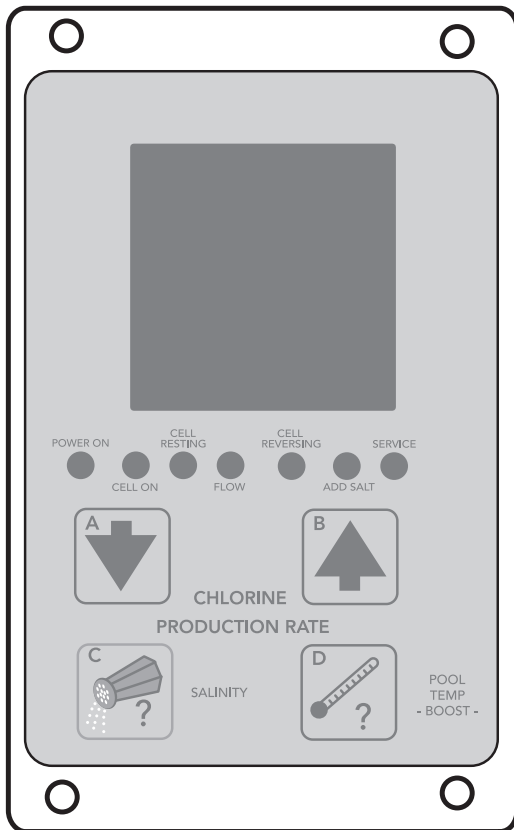 POWER ON
CELL ON
CELL
RESTING
FLOW
CELL
REVERSING
ADD SALT
SERVICE
A
B
CHLORINE
PRODUCTION RATE
C
?
SALINITY
D
?
POOL
TEMP
- BOOST -